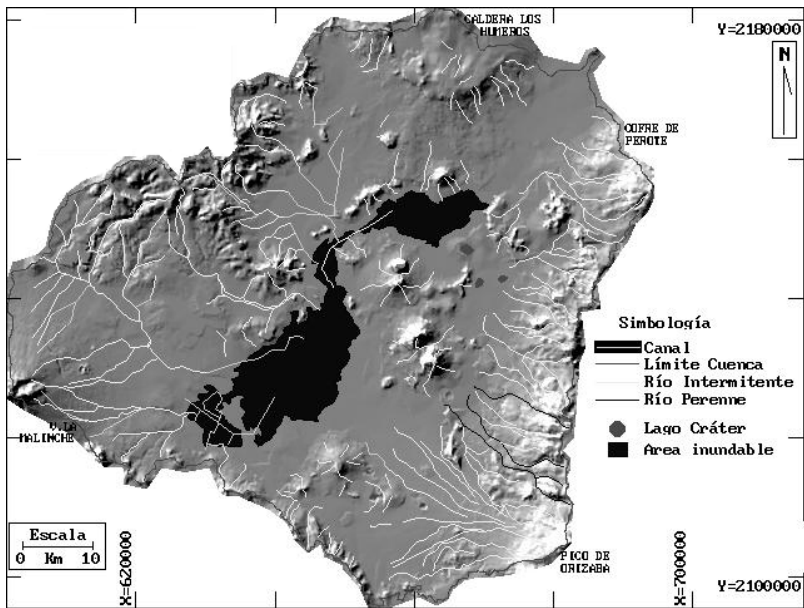 CALDERA LOS
HUMEROS
Y=2180000
N
COFRE DE
PEROTE
Simbología
Canal
Límite Cuenca
Río Intermitente
Río Perenne
Lago Cráter
Area inundable
V.LA
MALINCHE
Escala
0 Km 10
X=620000
PICO DE
ORIZABA
X=700000
Y=2100000